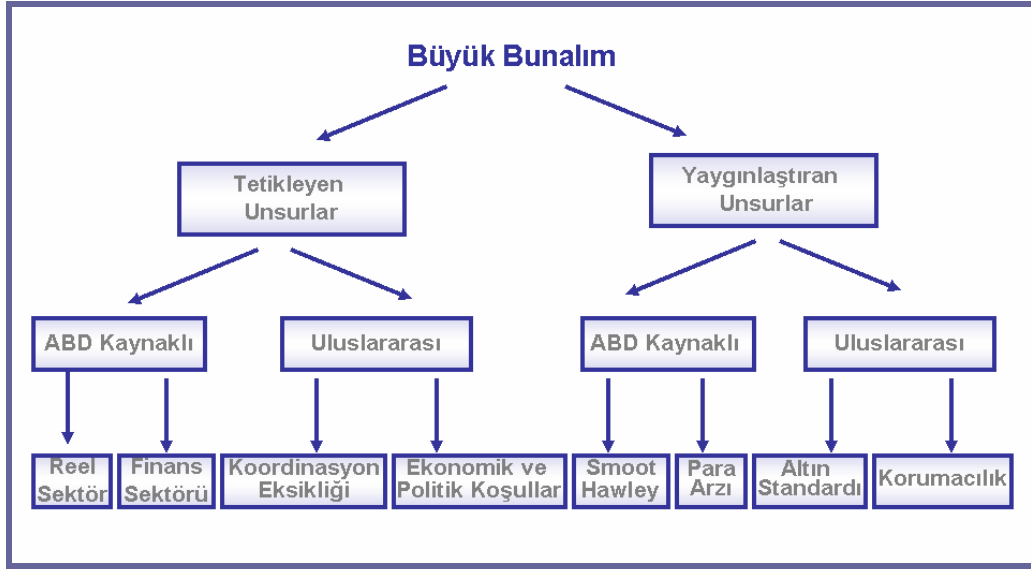 Büyük Bunalım
Tetikleyen
Unsurlar
Yaygınlaştıran
Unsurlar
ABD Kaynaklı
Uluslararası
ABD Kaynaklı
Uluslararası
Reel
Sektör
Finans
Sektörü
Koordinasyon
Eksikliği
Ekonomik ve
Politik Koşullar
Smoot
Hawley
Para
Arzı
Altın
Standardı
Korumacılık